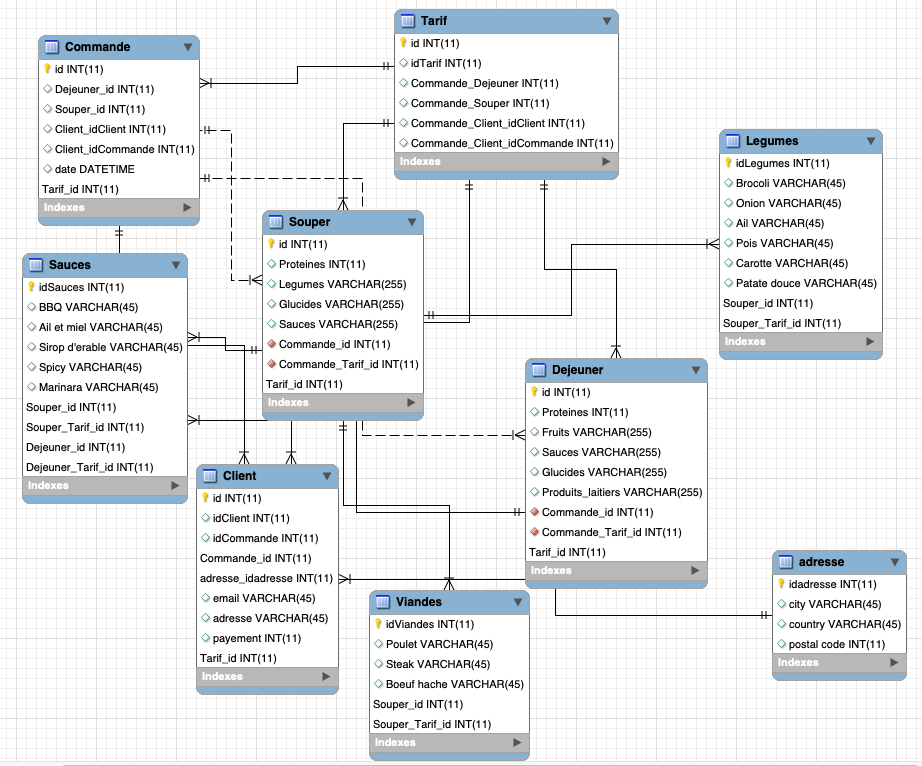 Commande
id INT(11)
Dejeuner_id INT(11)
Souper_id INT(11)
Client_idClient INT(11)
Client_idCommande INT(11)
date DATETIME
Tarif_id INT(11)
Indexes
Tarif
id INT(11)
idTarif INT(11)
Commande_Dejeuner INT(11)
Commande_Souper INT(11)
Commande_Client_idClient INT(11)
Commande_Client_idCommande INT(11)
Indexes
Legumes
idLegumes INT(11)
Brocoli VARCHAR(45)
Onion VARCHAR(45)
Ail VARCHAR(45)
Pois VARCHAR(45)
Carotte VARCHAR(45)
Patate douce VARCHAR(45)
Souper_id INT(11)
Souper_Tarif_id INT(11)
Indexes
Souper
id INT(11)
Proteines INT(11)
Legumes VARCHAR(255)
Glucides VARCHAR(255)
Sauces VARCHAR(255)
Commande_id INT(11)
Commande_Tarif_id INT(11)
Tarif_id INT(11)
Indexes
Sauces
idSauces INT(11)
BBQ VARCHAR(45)
Ail et miel VARCHAR(45)
Sirop d'erable VARCHAR(45)
Spicy VARCHAR(45)
Marinara VARCHAR(45)
Souper_id INT(11)
Souper_Tarif_id INT(11)
Dejeuner_id INT(11)
Dejeuner_Tarif_id INT(11)
Indexes
Dejeuner
id INT(11)
Proteines INT(11)
Fruits VARCHAR(255)
Sauces VARCHAR(255)
Glucides VARCHAR(255)
Produits_laitiers VARCHAR(255)
Commande_id INT(11)
Commande_Tarif_id INT(11)
Tarif_id INT(11)
Indexes
Client
id INT(11)
idClient INT(11)
idCommande INT(11)
Commande_id INT(11)
adresse_idadresse INT(11)
email VARCHAR(45)
adresse VARCHAR(45)
payement INT(11)
Tarif_id INT(11)
Indexes
Viandes
idViandes INT(11)
Poulet VARCHAR(45)
Steak VARCHAR(45)
Boeuf hache VARCHAR(45)
Souper_id INT(11)
Souper_Tarif_id INT(11)
Indexes
adresse
idadresse INT(11)
city VARCHAR(45)
country VARCHAR(45)
postal code INT(11)
Indexes